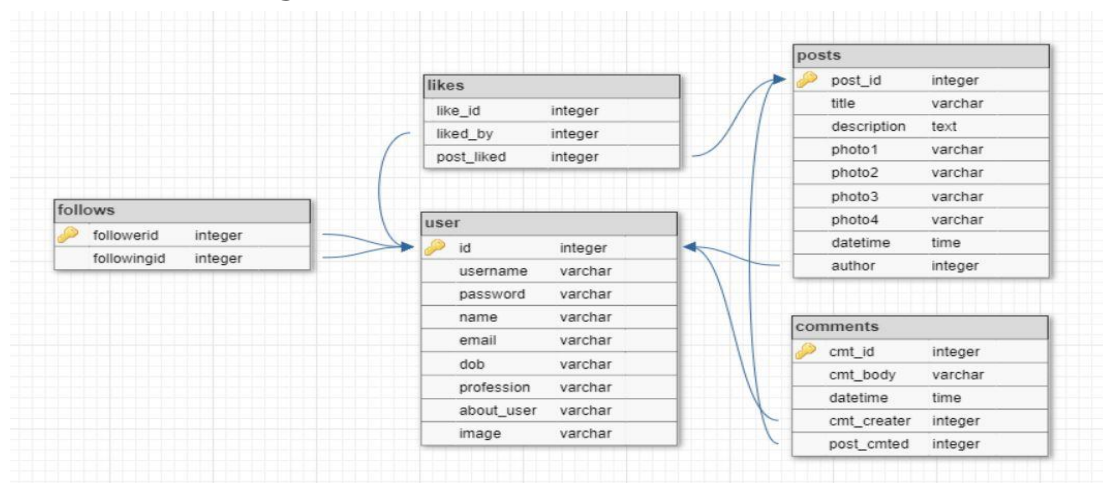 likes
like_id integer
liked_by integer
post_liked integer
follows
followerid integer
followingid integer
user
id integer
username varchar
password varchar
name varchar
email varchar
dob varchar
profession varchar
about_user varchar
image varchar
posts
post_id integer
title varchar
description text
photo1 varchar
photo2 varchar
photo3 varchar
photo4 varchar
datetime time
author integer
comments
cmt_id integer
cmt_body varchar
datetime time
cmt_creater integer
post_cmted integer